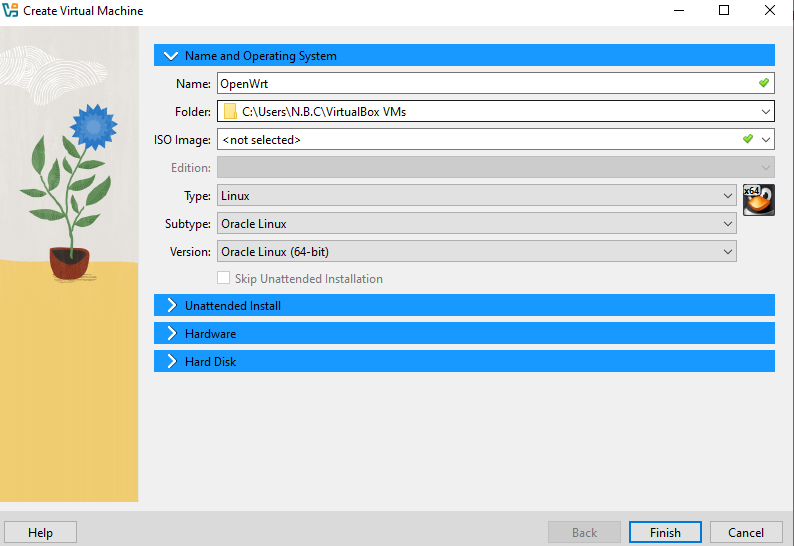 Create Virtual Machine
Name and Operating System
Name: OpenWrt
Folder: C:\Users\N.B.C\VirtualBox VMs
ISO Image: <not selected>
Edition:
Type: Linux
x64
Subtype: Oracle Linux
Version: Oracle Linux (64-bit)
Skip Unattended Installation
Unattended Install
Hardware
Hard Disk
Help Back Finish Cancel